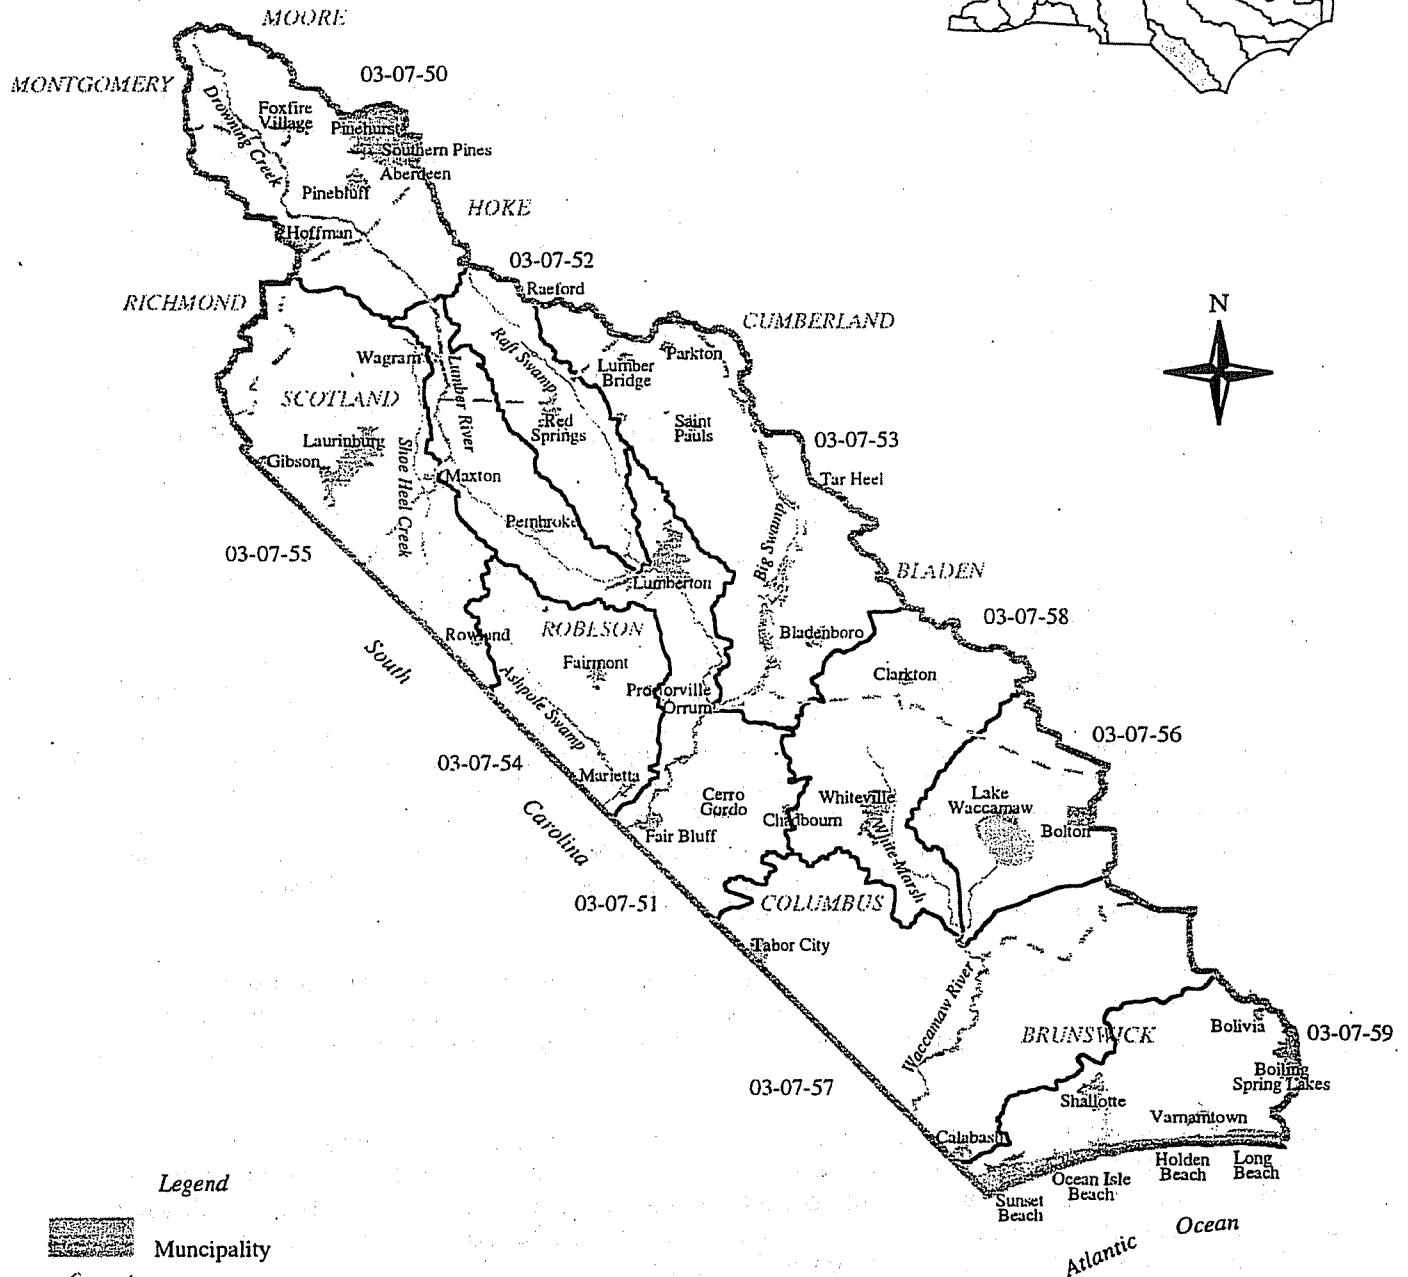 MOORE
MONTGOMERY
03-07-50
Drowning Creek
Foxfire
Village
Pinehurst
Southern Pines
Aberdeen
Pinebluff
HOKE
Hoffman
03-07-52
Raeford
RICHMOND
CUMBERLAND
N
Wagram
Raft Swamp
Lumber
Bridge
Parkton
Lumber River
SCOTLAND
Red
Springs
Saint
Pauls
03-07-53
Laurinburg
Gibson
Shoe Heel Creek
Maxton
Tar Heel
Pembroke
Big Swamp
03-07-55
Lumberton
BLADEN
03-07-58
Rowland
ROBESON
Bladenboro
South
Fairmont
Clarkton
Ashpole Swamp
Proctorville
Orrum
03-07-56
03-07-54
Marietta
Cerro
Gordo
Whiteville
Lake
Waccamaw
Carolina
Chadbourn
Bolton
Fair Bluff
White Marsh
03-07-51
COLUMBUS
Tabor City
Waccamaw River
BRUNSWICK
Bolivia
03-07-59
03-07-57
Boiling
Spring Lakes
Shallotte
Varnamtown
Calabash
Holden
Beach
Long
Beach
Ocean Isle
Beach
Sunset
Beach
Legend
Atlantic Ocean
Muncipality